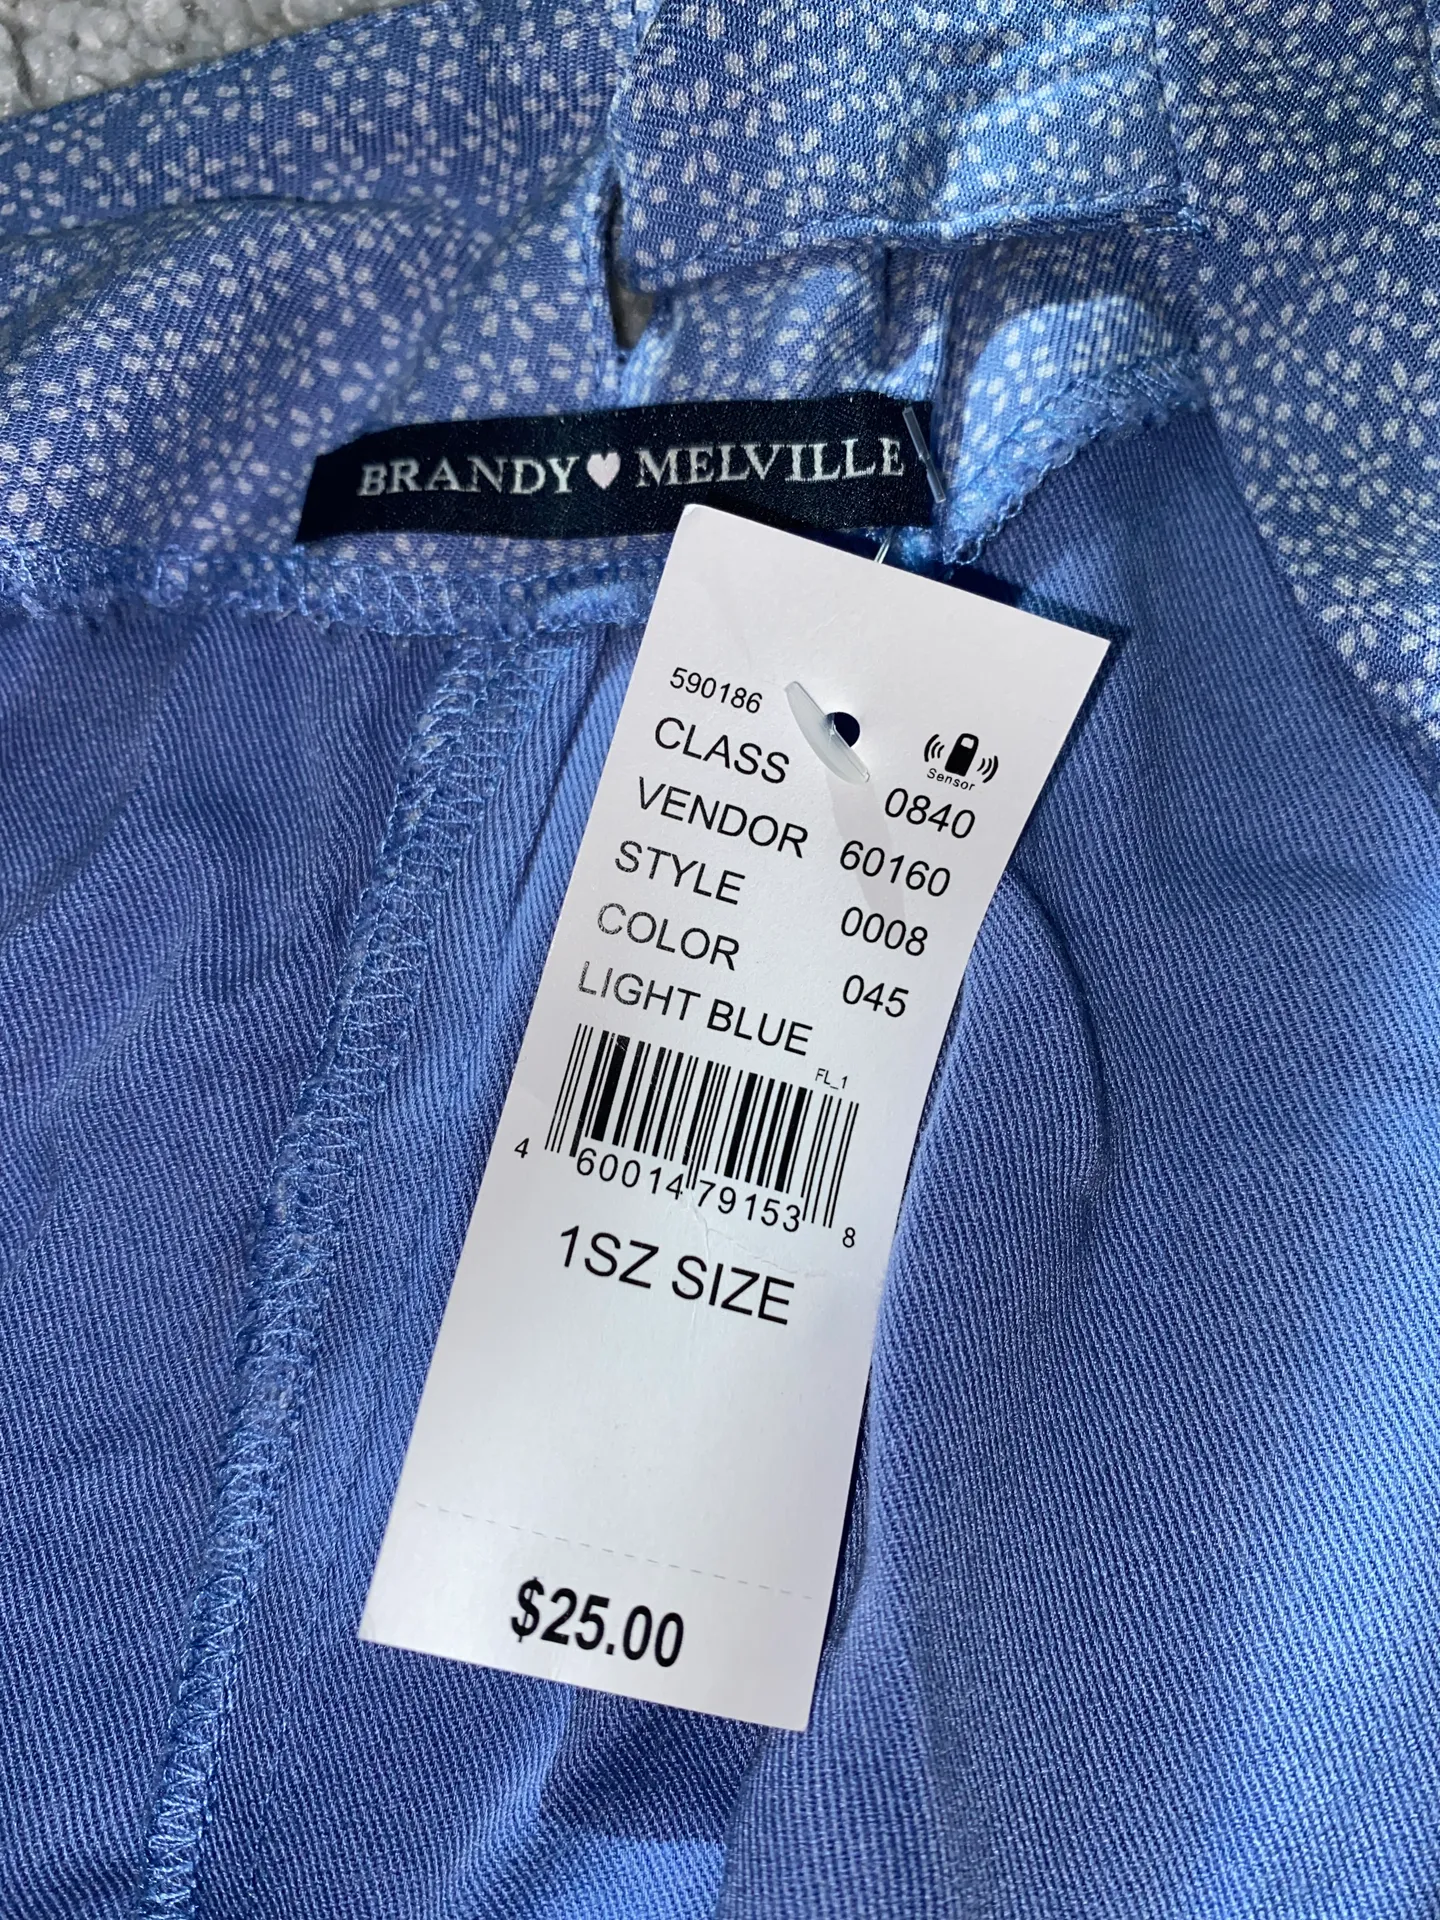 BRANDY♥MELVILLE
590186
Sensor
CLASS 0840
VENDOR 60160
STYLE 0008
COLOR 045
LIGHT BLUE
FL_1
4 60014 79153 8
1SZ SIZE
$25.00